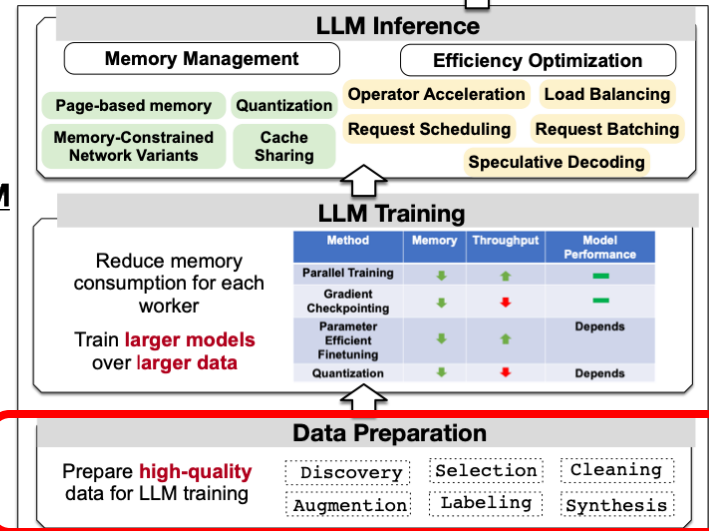 LLM Inference
Memory Management
Efficiency Optimization
Page-based memory
Quantization
Memory-Constrained
Network Variants
Cache
Sharing
Operator Acceleration
Load Balancing
Request Scheduling
Request Batching
Speculative Decoding
M
LLM Training
Reduce memory
consumption for each
worker
Train larger models
over larger data
Method Memory Throughput Model
Performance
Parallel Training
Gradient
Checkpointing
Parameter
Efficient
Finetuning
Depends
Quantization Depends
Data Preparation
Prepare high-quality
data for LLM training
Discovery Selection Cleaning
Augmention Labeling Synthesis